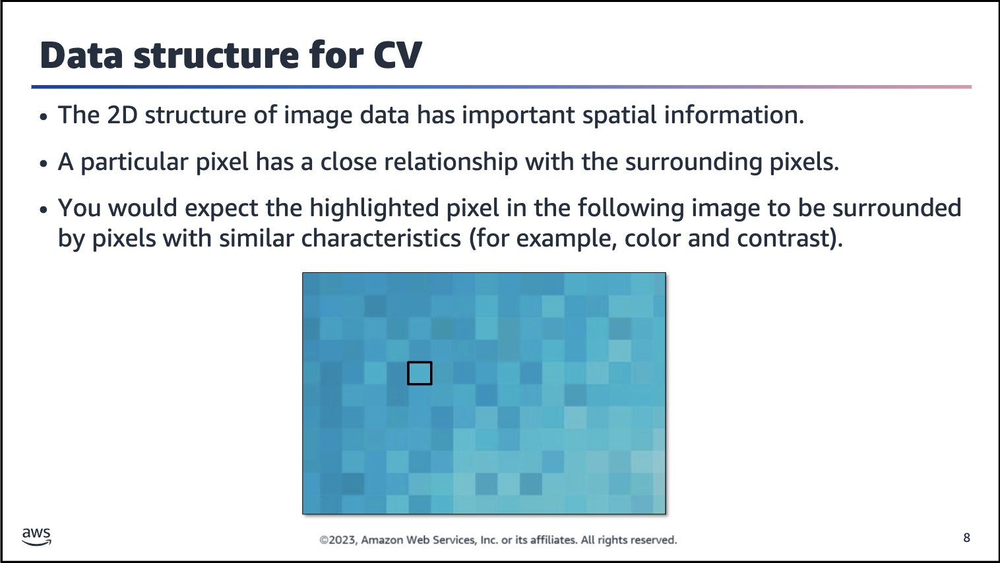 Data structure for CV
• The 2D structure of image data has important spatial information.
• A particular pixel has a close relationship with the surrounding pixels.
• You would expect the highlighted pixel in the following image to be surrounded
by pixels with similar characteristics (for example, color and contrast).
aws
©2023, Amazon Web Services, Inc. or its affiliates. All rights reserved.
8